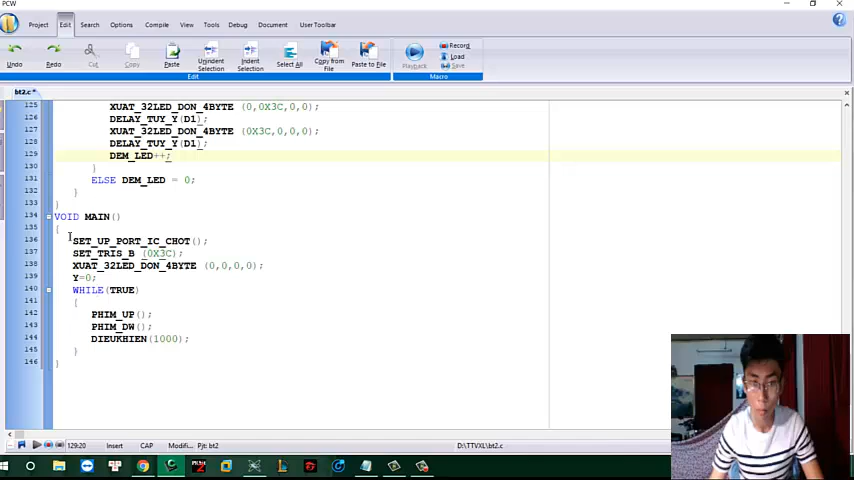 PCW
Project Edit Search Options Compile View Tools Debug Document User Toolbar
Undo Redo Cut Copy Paste Unindent Selection Indent Selection Select All Copy from File Paste to File Playback Record Load Save
Edit Macro
bt2.c*
125 XUAT_32LED_DON_4BYTE (0,0X3C,0,0);
126 DELAY_TUY_Y(D1);
127 XUAT_32LED_DON_4BYTE (0X3C,0,0,0);
128 DELAY_TUY_Y(D1);
129 DEM_LED++;
130 }
131 ELSE DEM_LED = 0;
132 }
133 }
134 VOID MAIN()
135 {
136 SET_UP_PORT_IC_CHOT();
137 SET_TRIS_B (0X3C);
138 XUAT_32LED_DON_4BYTE (0,0,0,0);
139 Y=0;
140 WHILE(TRUE)
141 {
142 PHIM_UP();
143 PHIM_DW();
144 DIEUKHIEN(1000);
145 }
146 }
129:20 Insert CAP Modifi... Pjt: bt2 D:\TTVXL\bt2.c